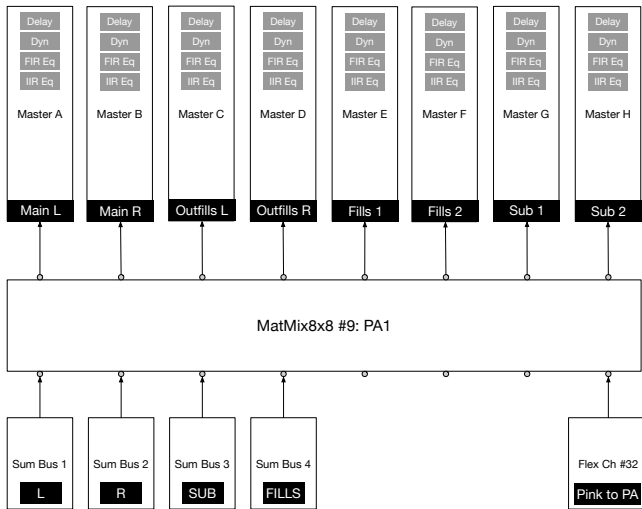 Delay Delay Delay Delay Delay Delay Delay Delay
Dyn Dyn Dyn Dyn Dyn Dyn Dyn Dyn
FIR Eq FIR Eq FIR Eq FIR Eq FIR Eq FIR Eq FIR Eq FIR Eq
IIR Eq IIR Eq IIR Eq IIR Eq IIR Eq IIR Eq IIR Eq IIR Eq
Master A Master B Master C Master D Master E Master F Master G Master H
Main L Main R Outfills L Outfills R Fills 1 Fills 2 Sub 1 Sub 2
MatMix8x8 #9: PA1
Sum Bus 1 Sum Bus 2 Sum Bus 3 Sum Bus 4 Flex Ch #32
L R SUB FILLS Pink to PA